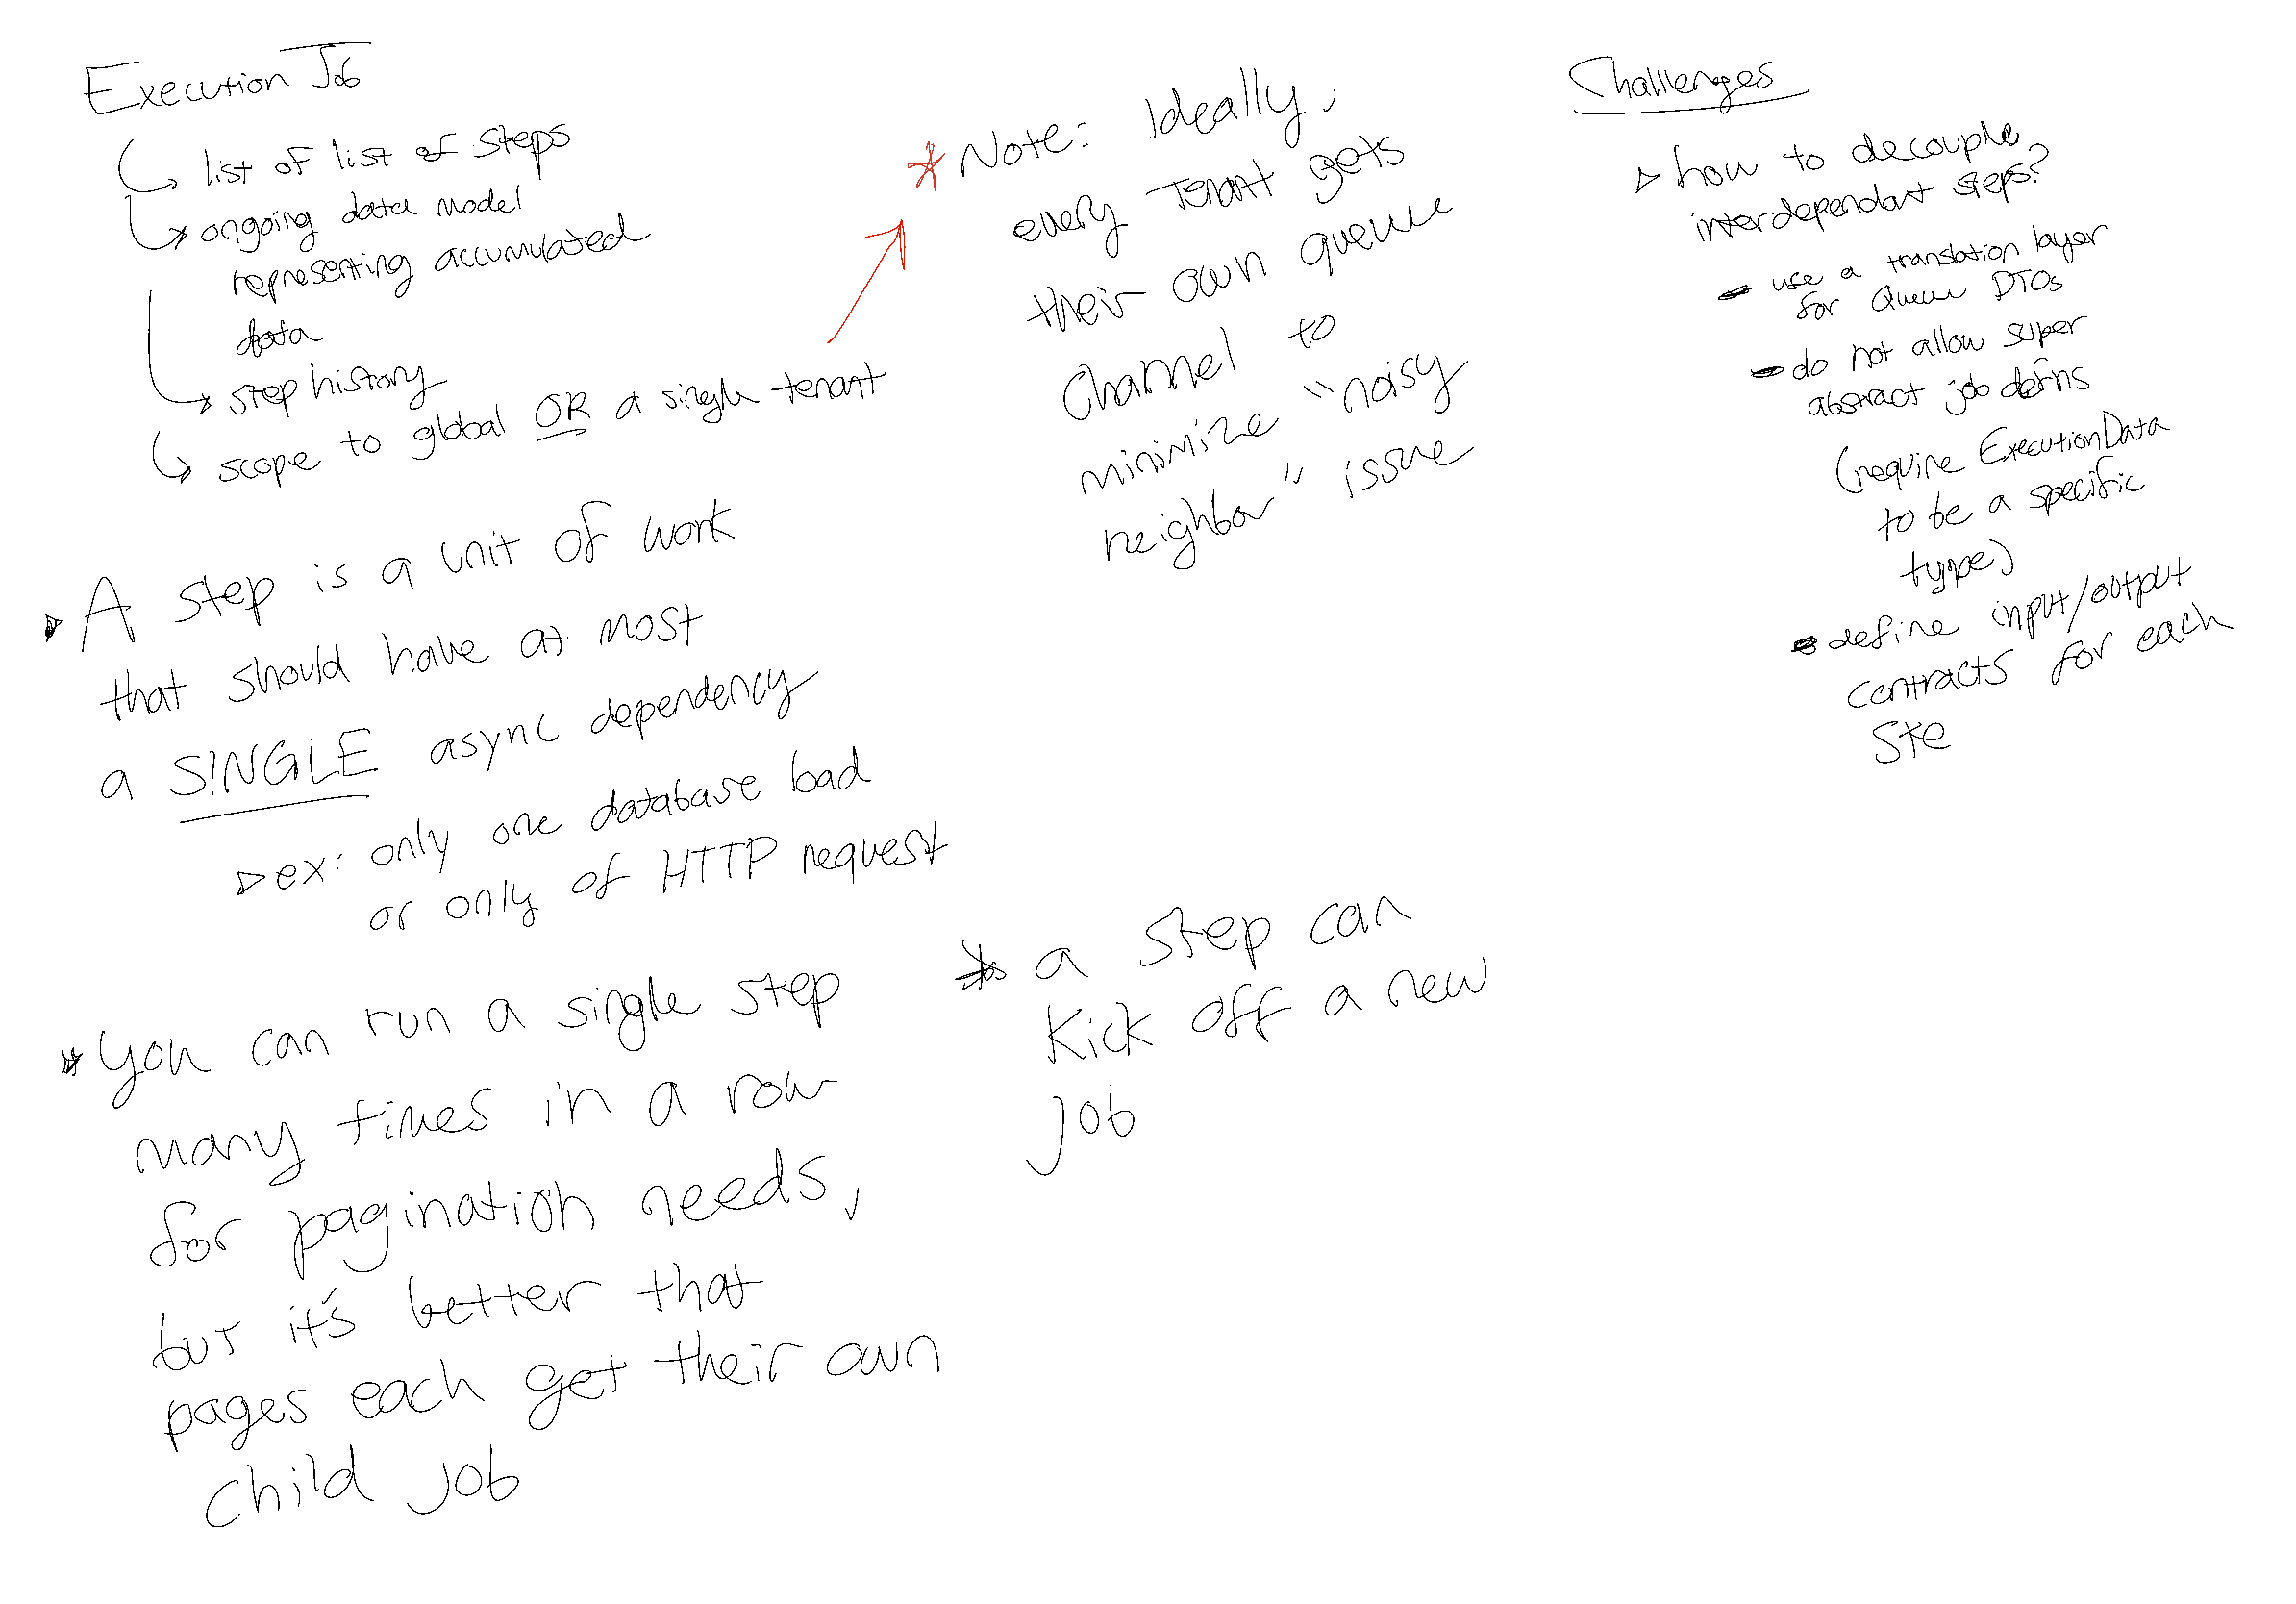 Execution Job
list of list of steps
ongoing data model
representing accumulated
data
step history
scope to global OR a single tenant
A step is a unit of work
that should have at most
a SINGLE async dependency
ex: only one database load
or only of HTTP request
you can run a single step
many times in a row
for pagination needs,
but it's better that
pages each get their own
child job
* Note: Ideally,
every Tenant gets
their own queue
Channel to
minimize "noisy
neighbor" issue
* a step can
kick off a new
job
Challenges
how to decouple
interdependant steps?
- use a translation layer
for Queue DTOs
- do not allow super
abstract job defns
(require ExecutionData
to be a specific
type)
- define input/output
contracts for each
Ste